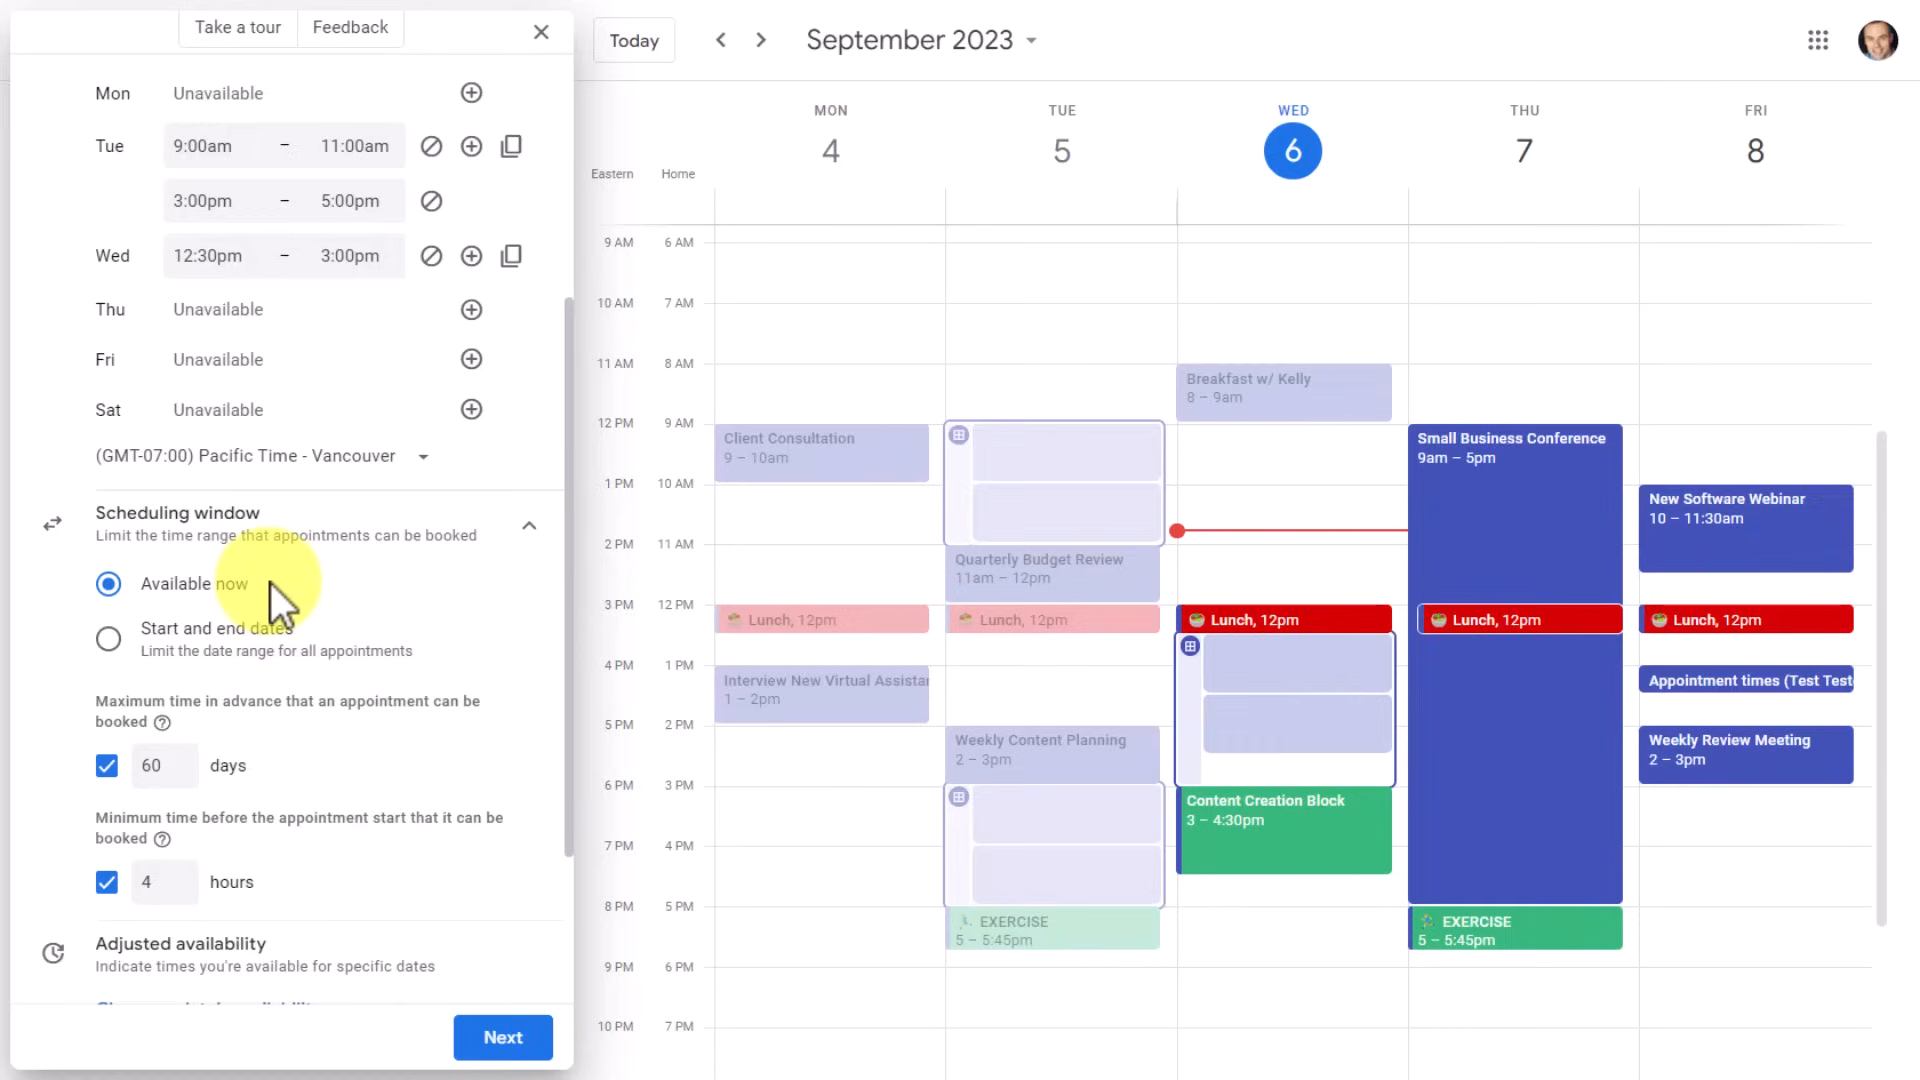 Take a tour
Feedback
Mon Unavailable
Tue 9:00am – 11:00am
3:00pm – 5:00pm
Wed 12:30pm – 3:00pm
Thu Unavailable
Fri Unavailable
Sat Unavailable
(GMT-07:00) Pacific Time - Vancouver
Scheduling window
Limit the time range that appointments can be booked
Available now
Start and end dates
Limit the date range for all appointments
Maximum time in advance that an appointment can be
booked
60 days
Minimum time before the appointment start that it can be
booked
4 hours
Adjusted availability
Indicate times you're available for specific dates
Next
Today
September 2023
MON
4
TUE
5
WED
6
THU
7
FRI
8
Eastern Home
9 AM 6 AM
10 AM 7 AM
11 AM 8 AM
12 PM 9 AM
1 PM 10 AM
2 PM 11 AM
3 PM 12 PM
4 PM 1 PM
5 PM 2 PM
6 PM 3 PM
7 PM 4 PM
8 PM 5 PM
9 PM 6 PM
10 PM 7 PM
Client Consultation
9 – 10am
Lunch, 12pm
Interview New Virtual Assistar
1 – 2pm
Quarterly Budget Review
11am – 12pm
Lunch, 12pm
Weekly Content Planning
2 – 3pm
EXERCISE
5 – 5:45pm
Breakfast w/ Kelly
8 – 9am
Lunch, 12pm
Content Creation Block
3 – 4:30pm
Small Business Conference
9am – 5pm
Lunch, 12pm
EXERCISE
5 – 5:45pm
New Software Webinar
10 – 11:30am
Lunch, 12pm
Appointment times (Test Test
Weekly Review Meeting
2 – 3pm